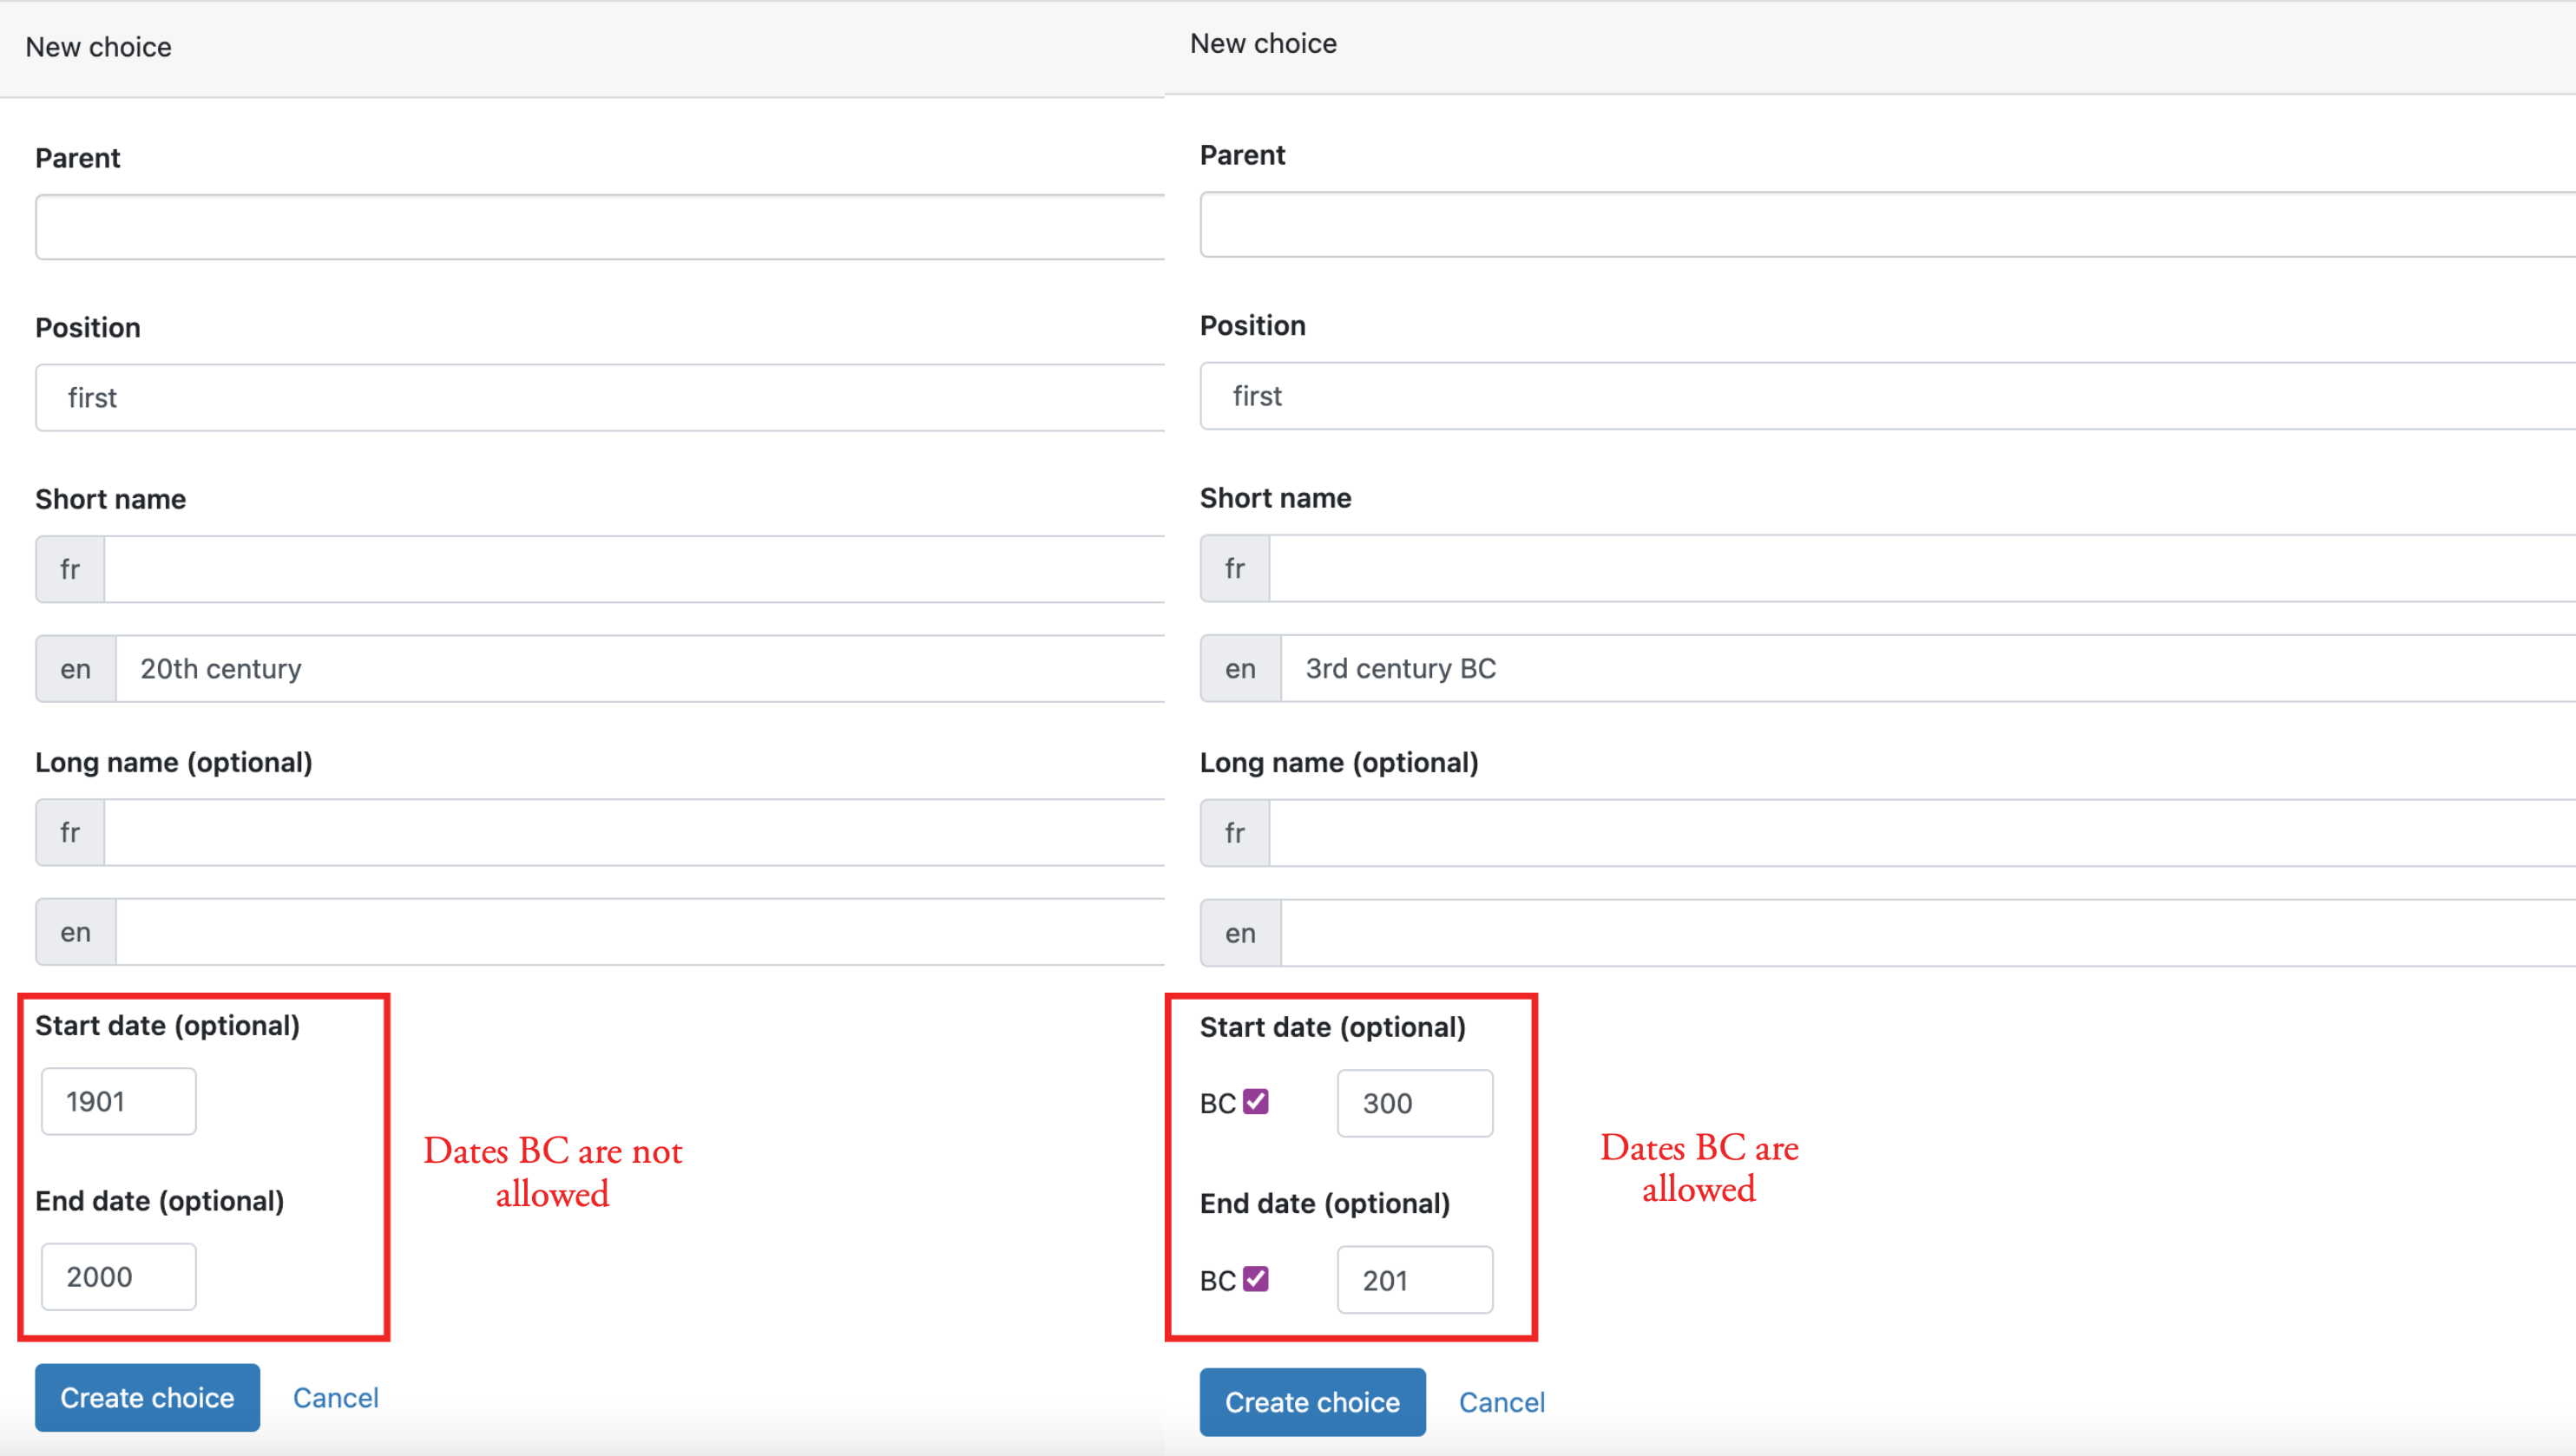 New choice
Parent
Position
first
Short name
fr
en 20th century
Long name (optional)
fr
en
Start date (optional)
1901
End date (optional)
2000
Dates BC are not
allowed
Create choice Cancel
New choice
Parent
Position
first
Short name
fr
en 3rd century BC
Long name (optional)
fr
en
Start date (optional)
BC 300
End date (optional)
BC 201
Dates BC are
allowed
Create choice Cancel